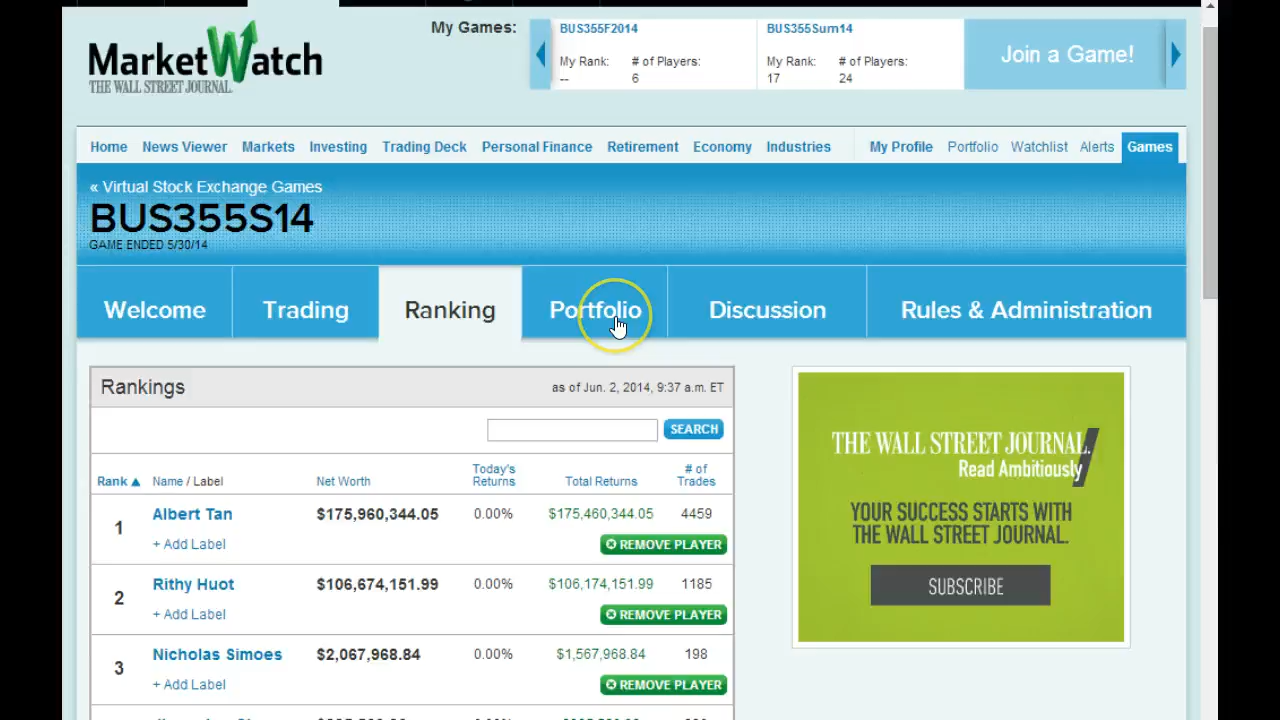 My Games:
BUS355F2014
BUS355Sum14
MarketWatch
THE WALL STREET JOURNAL.
My Rank: # of Players:
-- 6
My Rank: # of Players:
17 24
Join a Game!
Home News Viewer Markets Investing Trading Deck Personal Finance Retirement Economy Industries My Profile Portfolio Watchlist Alerts Games
« Virtual Stock Exchange Games
BUS355S14
GAME ENDED 5/30/14
Welcome Trading Ranking Portfolio Discussion Rules & Administration
Rankings as of Jun. 2, 2014, 9:37 a.m. ET
SEARCH
Rank Name / Label Net Worth Today's Returns Total Returns # of Trades
1 Albert Tan $175,960,344.05 0.00% $175,460,344.05 4459
+ Add Label REMOVE PLAYER
2 Rithy Huot $106,674,151.99 0.00% $106,174,151.99 1185
+ Add Label REMOVE PLAYER
3 Nicholas Simoes $2,067,968.84 0.00% $1,567,968.84 198
+ Add Label REMOVE PLAYER
THE WALL STREET JOURNAL.
Read Ambitiously
YOUR SUCCESS STARTS WITH
THE WALL STREET JOURNAL.
SUBSCRIBE